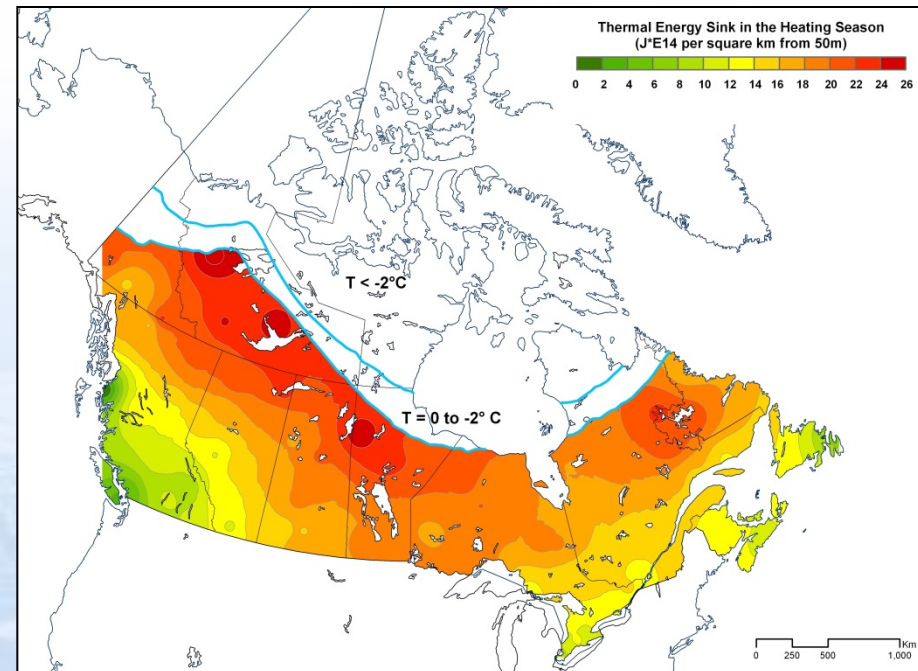 Thermal Energy Sink in the Heating Season
(J*E14 per square km from 50m)
0 2 4 6 8 10 12 14 16 18 20 22 24 26
T < -2°C
T = 0 to -2° C
Km
0 250 500 1,000